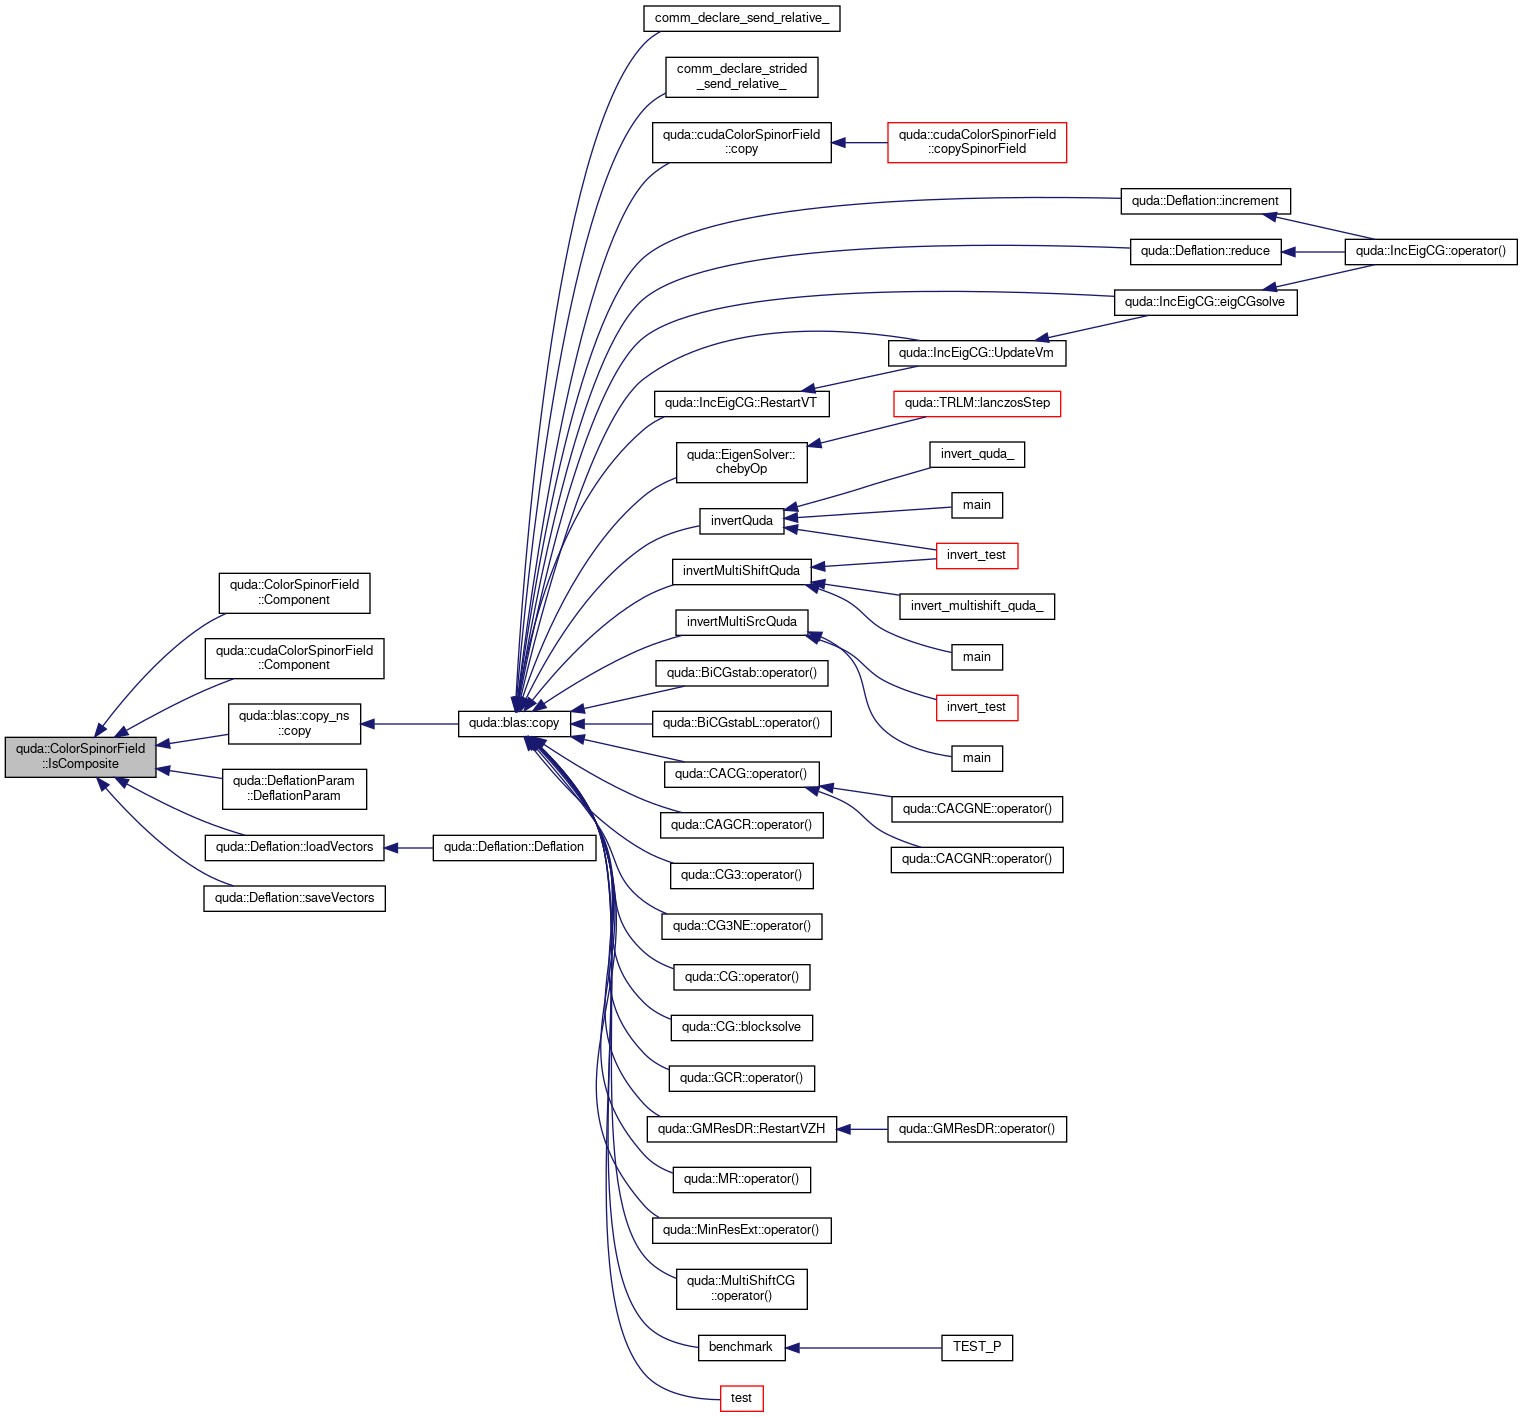 comm_declare_send_relative_
comm_declare_strided
_send_relative_
quda::cudaColorSpinorField
::copy
quda::cudaColorSpinorField
::copySpinorField
quda::Deflation::increment
quda::Deflation::reduce
quda::IncEigCG::operator()
quda::IncEigCG::eigCGsolve
quda::IncEigCG::UpdateVm
quda::IncEigCG::RestartVT
quda::TRLM::lanczosStep
quda::EigenSolver::
chebyOp
invert_quda_
main
invertQuda
invert_test
invertMultiShiftQuda
invert_multishift_quda_
invertMultiSrcQuda
main
invert_test
main
quda::ColorSpinorField
::Component
quda::cudaColorSpinorField
::Component
quda::blas::copy_ns
::copy
quda::blas::copy
quda::ColorSpinorField
::IsComposite
quda::DeflationParam
::DeflationParam
quda::Deflation::loadVectors
quda::Deflation::Deflation
quda::Deflation::saveVectors
quda::BiCGstab::operator()
quda::BiCGstabL::operator()
quda::CACG::operator()
quda::CACGNE::operator()
quda::CAGCR::operator()
quda::CACGNR::operator()
quda::CG3::operator()
quda::CG3NE::operator()
quda::CG::operator()
quda::CG::blocksolve
quda::GCR::operator()
quda::GMResDR::RestartVZH
quda::GMResDR::operator()
quda::MR::operator()
quda::MinResExt::operator()
quda::MultiShiftCG
::operator()
benchmark
TEST_P
test